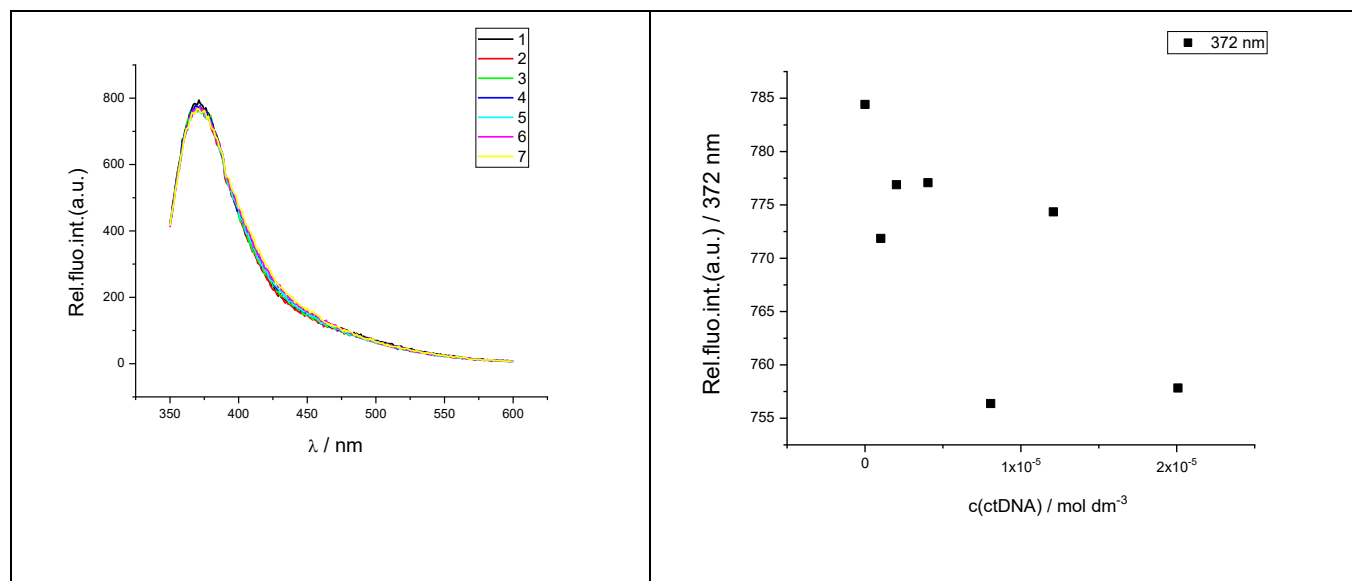 1
2
3
4
5
6
7
800
600
400
200
0
Rel.fluo.int.(a.u.)
350 400 450 500 550 600
λ / nm
372 nm
785
780
775
770
765
760
755
Rel.fluo.int.(a.u.) / 372 nm
0 1x10⁻⁵ 2x10⁻⁵
c(ctDNA) / mol dm⁻³